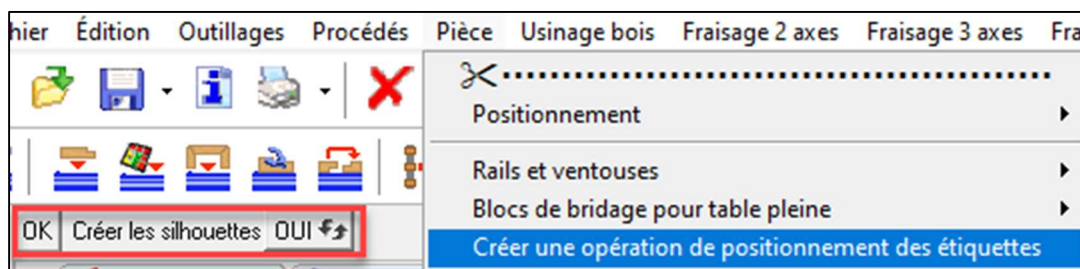 hier Édition Outillages Procédés Pièce Usinage bois Fraisage 2 axes Fraisage 3 axes Fra
Positionnement
Rails et ventouses
Blocs de bridage pour table pleine
OK Créer les silhouettes OUI
Créer une opération de positionnement des étiquettes